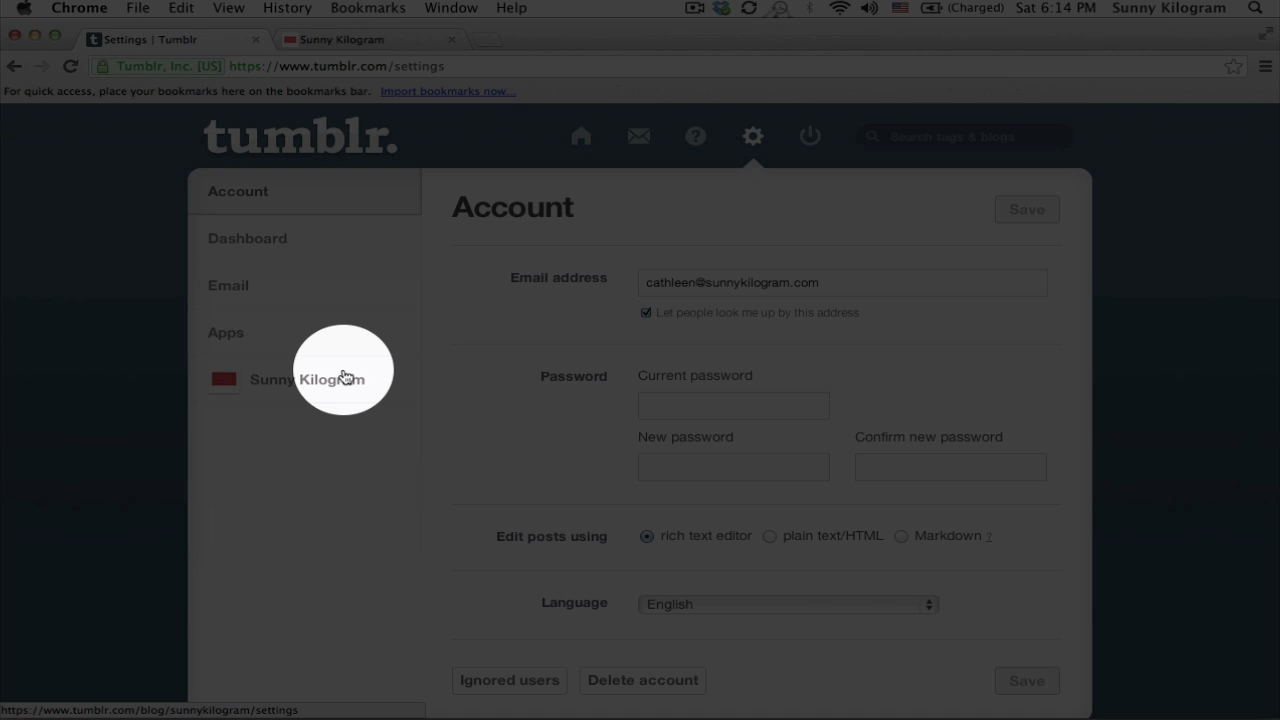 Chrome File Edit View History Bookmarks Window Help (Charged) Sat 6:14 PM Sunny Kilogram
Settings | Tumblr Sunny Kilogram
Tumblr, Inc. [US] https://www.tumblr.com/settings
For quick access, place your bookmarks here on the bookmarks bar. Import bookmarks now...
tumblr. Search tags & blogs
Account
Dashboard
Email
Apps
Sunny Kilogram
Account Save
Email address cathleen@sunnykilogram.com
Let people look me up by this address
Password Current password
New password Confirm new password
Edit posts using rich text editor plain text/HTML Markdown ?
Language English
Ignored users Delete account Save
https://www.tumblr.com/blog/sunnykilogram/settings